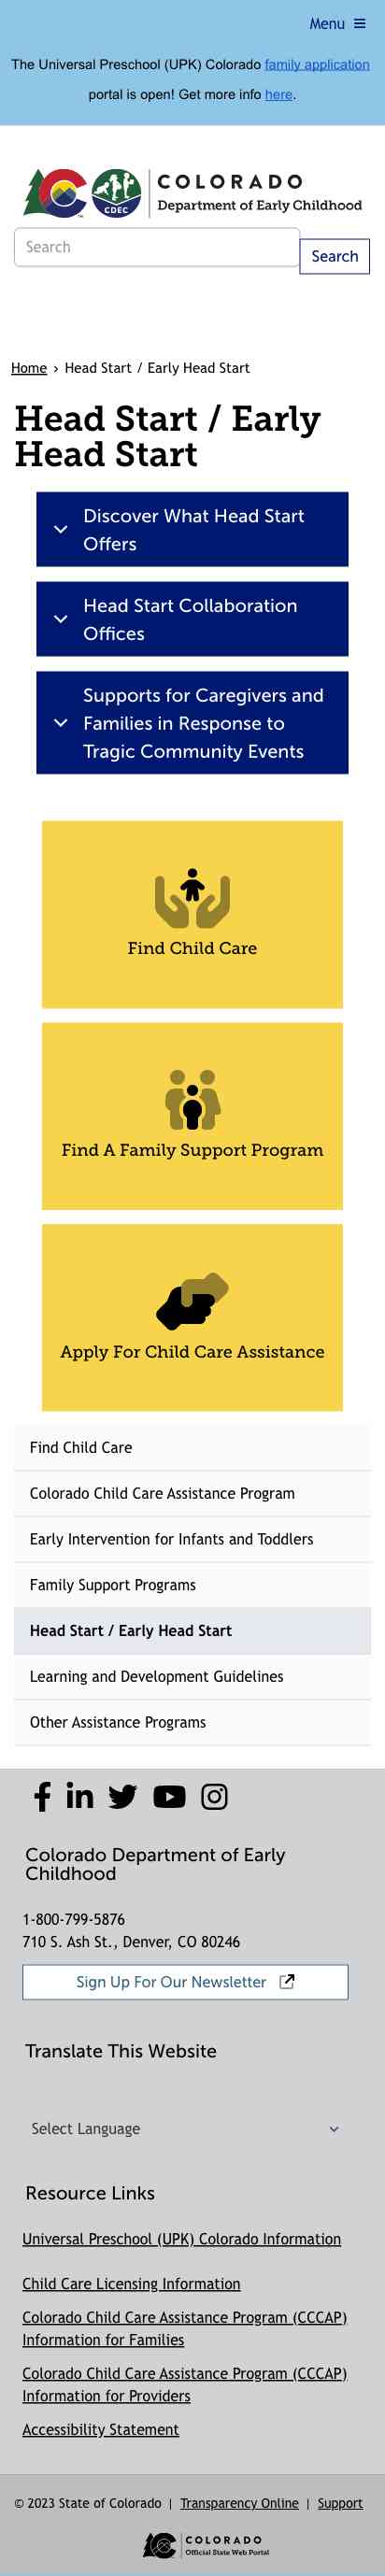 Menu
The Universal Preschool (UPK) Colorado family application
portal is open! Get more info here.
CDEC
COLORADO
Department of Early Childhood
Search
Search
Home › Head Start / Early Head Start
Head Start / Early
Head Start
Discover What Head Start
Offers
Head Start Collaboration
Offices
Supports for Caregivers and
Families in Response to
Tragic Community Events
Find Child Care
Find A Family Support Program
Apply For Child Care Assistance
Find Child Care
Colorado Child Care Assistance Program
Early Intervention for Infants and Toddlers
Family Support Programs
Head Start / Early Head Start
Learning and Development Guidelines
Other Assistance Programs
Colorado Department of Early
Childhood
1-800-799-5876
710 S. Ash St., Denver, CO 80246
Sign Up For Our Newsletter
Translate This Website
Select Language
Resource Links
Universal Preschool (UPK) Colorado Information
Child Care Licensing Information
Colorado Child Care Assistance Program (CCCAP)
Information for Families
Colorado Child Care Assistance Program (CCCAP)
Information for Providers
Accessibility Statement
© 2023 State of Colorado | Transparency Online | Support
COLORADO
Official State Web Portal